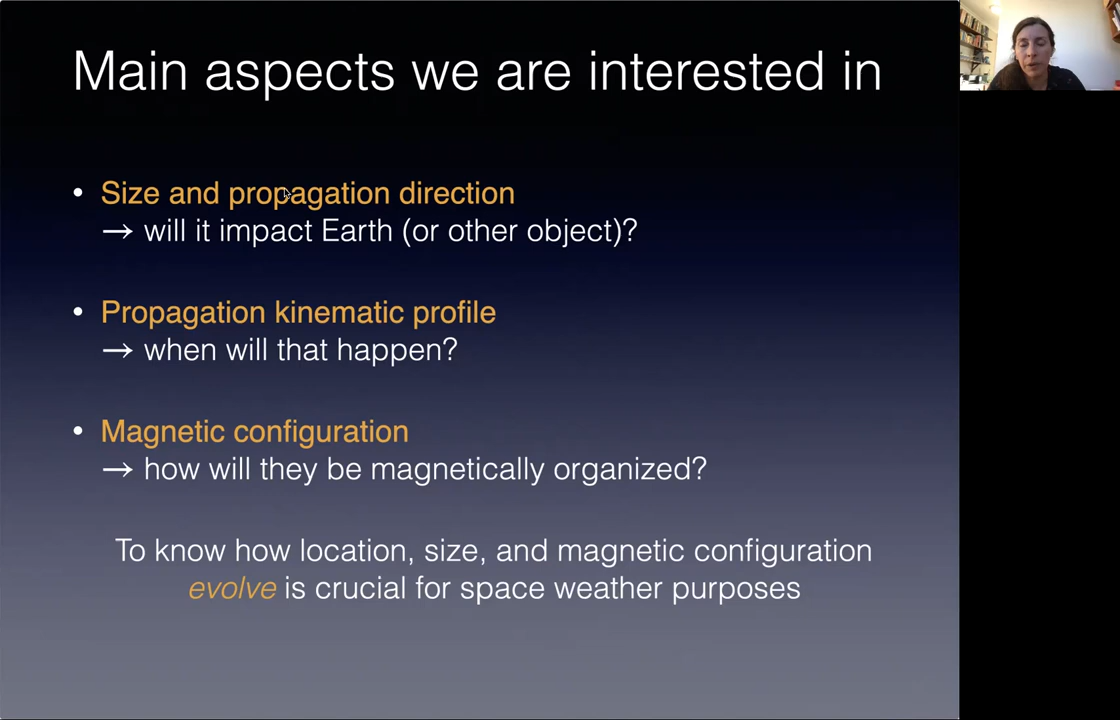 Main aspects we are interested in
• Size and propagation direction
→ will it impact Earth (or other object)?
• Propagation kinematic profile
→ when will that happen?
• Magnetic configuration
→ how will they be magnetically organized?
To know how location, size, and magnetic configuration
evolve is crucial for space weather purposes